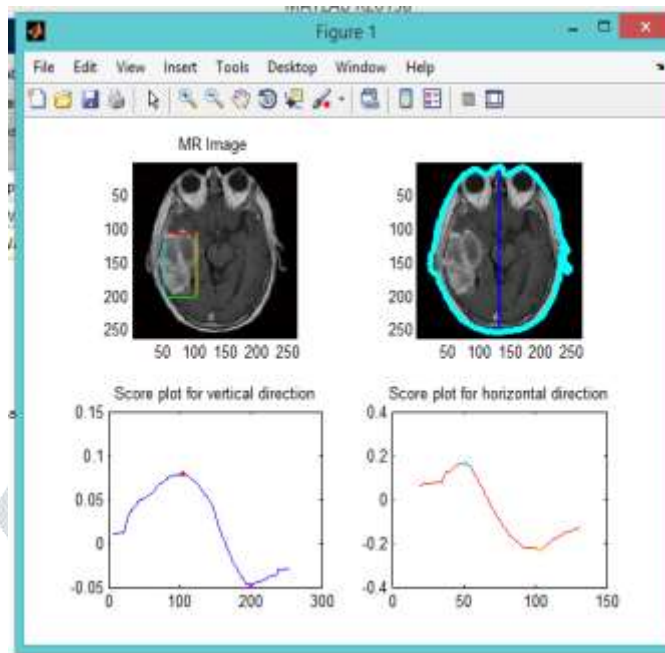 Figure 1
File Edit View Insert Tools Desktop Window Help
MR Image
50
100
150
200
250
50 100 150 200 250
50
100
150
200
250
50 100 150 200 250
Score plot for vertical direction
0.15
0.1
0.05
0
-0.05
0 100 200 300
Score plot for horizontal direction
0.4
0.2
0
-0.2
-0.4
0 50 100 150